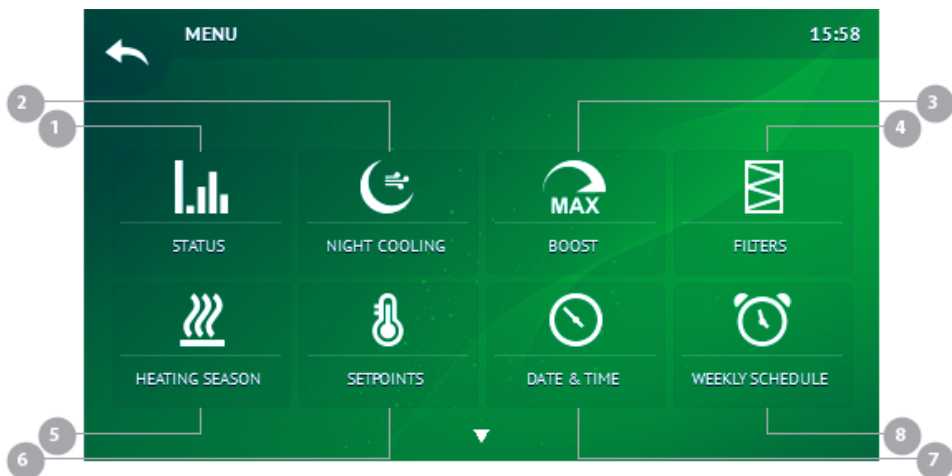 MENU 15:58
2 3
1 4
MAX
STATUS NIGHT COOLING BOOST FILTERS
HEATING SEASON SETPOINTS DATE & TIME WEEKLY SCHEDULE
5 8
6 7